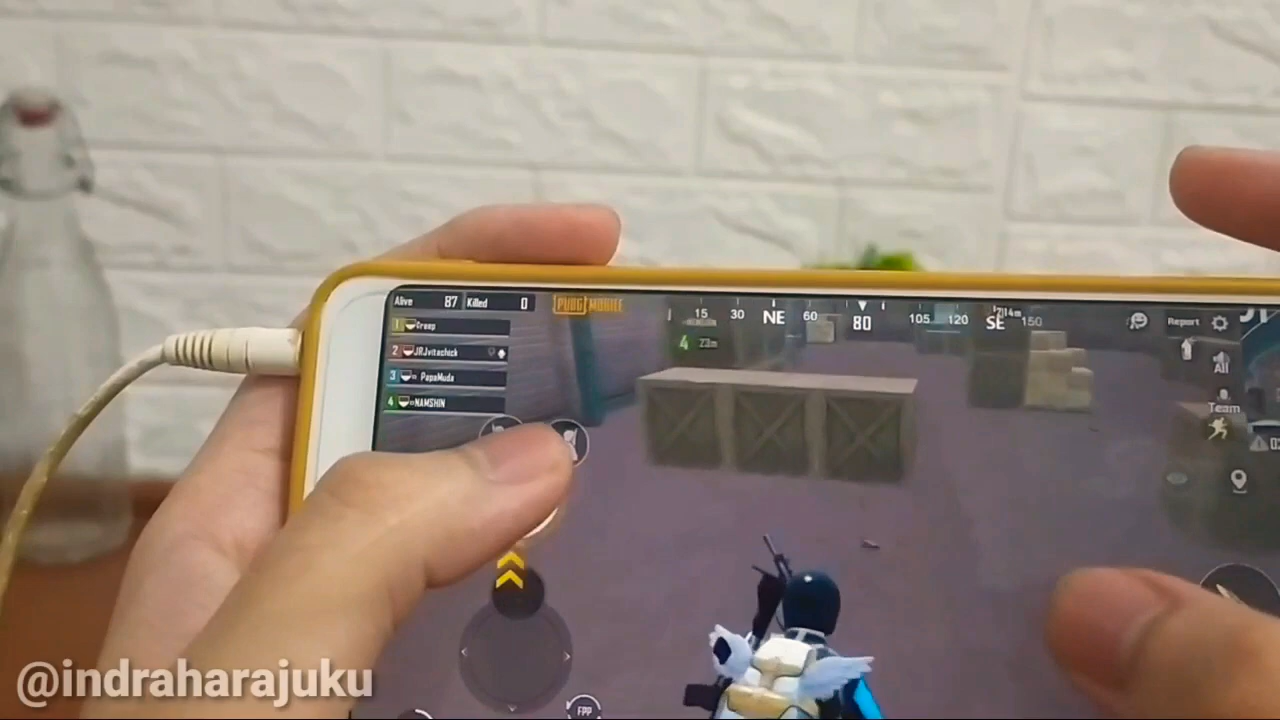 Alive 87 Killed 0
PUBG MOBILE
15 30 NE 60 80 105 120 SE 150
Report
1 Greep
2 JRJvitachick
3 PapaMuda
4 NAMSHIN
4 23m
All
Team
FPP
@indraharajuku